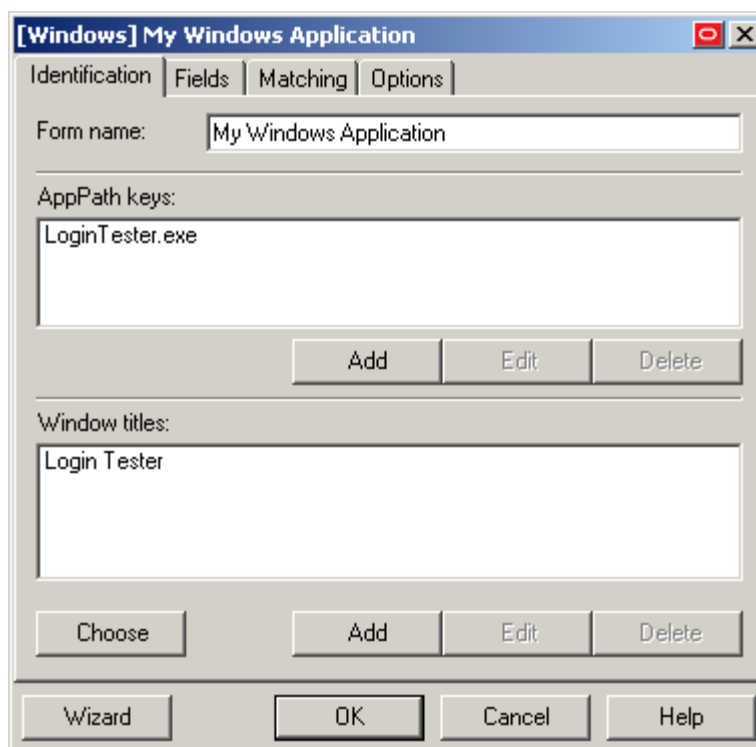 [Windows] My Windows Application
Identification Fields Matching Options
Form name: My Windows Application
AppPath keys:
LoginTester.exe
Add Edit Delete
Window titles:
Login Tester
Choose Add Edit Delete
Wizard OK Cancel Help